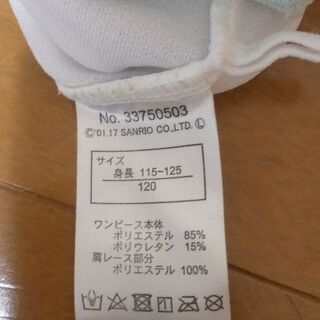 No. 33750503
©'01,17 SANRIO CO.,LTD. Ⓛ
サイズ
身長 115~125
120
ワンピース本体
ポリエステル 85%
ポリウレタン 15%
肩レース部分
ポリエステル 100%